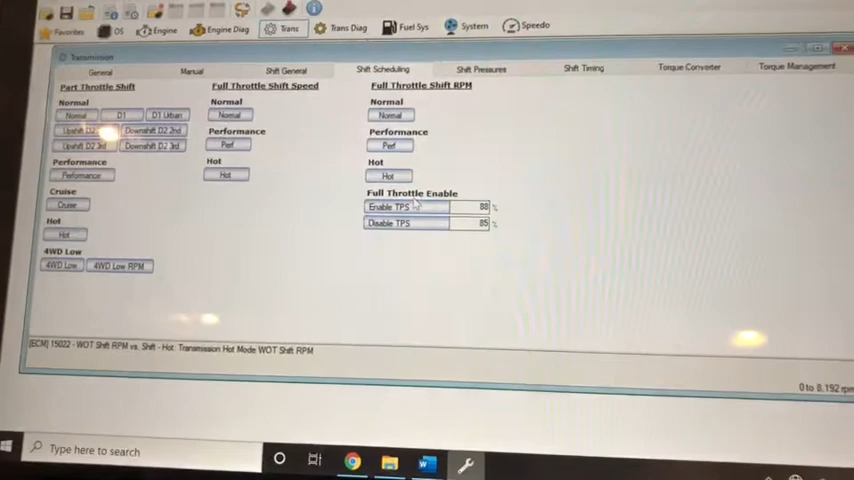 Favorites OS Engine Engine Diag Trans Trans Diag Fuel Sys System Speedo
Transmission
General Manual Shift General Shift Scheduling Shift Pressures Shift Timing Torque Converter Torque Management
Part Throttle Shift
Normal
Normal D1 D1 Urban
Upshift D2 Downshift D2 2nd
Upshift D2 3rd Downshift D2 3rd
Performance
Performance
Cruise
Cruise
Hot
Hot
4WD Low
4WD Low 4WD Low RPM
Full Throttle Shift Speed
Normal
Normal
Performance
Perf
Hot
Hot
Full Throttle Shift RPM
Normal
Normal
Performance
Perf
Hot
Hot
Full Throttle Enable
Enable TPS 88 %
Disable TPS 85 %
[ECM] 15022 - WOT Shift RPM vs. Shift - Hot: Transmission Hot Mode WOT Shift RPM
0 to 8,192 rpm
Type here to search